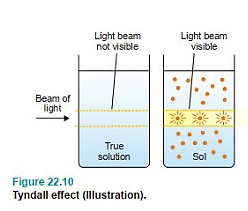 Light beam
not visible
Light beam
visible
Beam of
light
True
solution
Sol
Figure 22.10
Tyndall effect (Illustration).